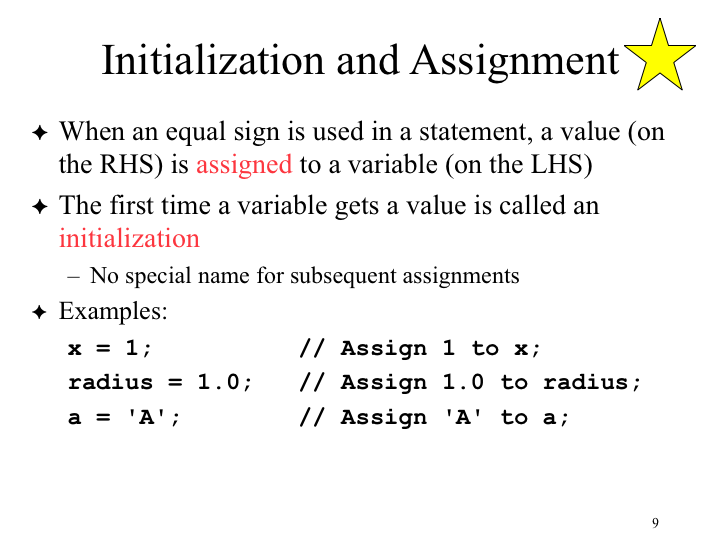 Initialization and Assignment
When an equal sign is used in a statement, a value (on
the RHS) is assigned to a variable (on the LHS)
The first time a variable gets a value is called an
initialization
– No special name for subsequent assignments
Examples:
x = 1; // Assign 1 to x;
radius = 1.0; // Assign 1.0 to radius;
a = 'A'; // Assign 'A' to a;
9